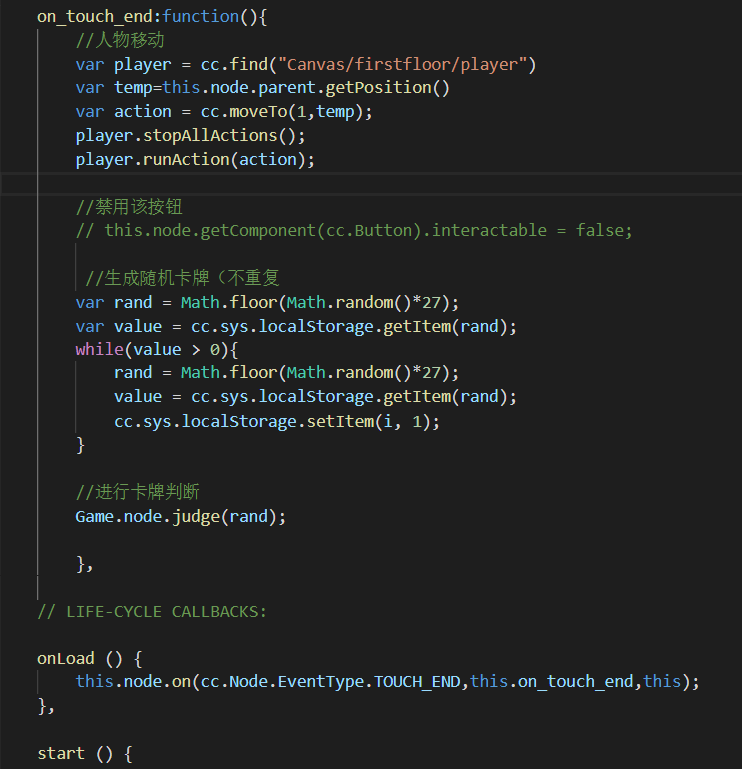 on_touch_end:function(){
//人物移动
var player = cc.find("Canvas/firstfloor/player")
var temp=this.node.parent.getPosition()
var action = cc.moveTo(1,temp);
player.stopAllActions();
player.runAction(action);
//禁用该按钮
// this.node.getComponent(cc.Button).interactable = false;
//生成随机卡牌（不重复
var rand = Math.floor(Math.random()*27);
var value = cc.sys.localStorage.getItem(rand);
while(value > 0){
rand = Math.floor(Math.random()*27);
value = cc.sys.localStorage.getItem(rand);
cc.sys.localStorage.setItem(i, 1);
}
//进行卡牌判断
Game.node.judge(rand);
},
// LIFE-CYCLE CALLBACKS:
onLoad () {
this.node.on(cc.Node.EventType.TOUCH_END,this.on_touch_end,this);
},
start () {